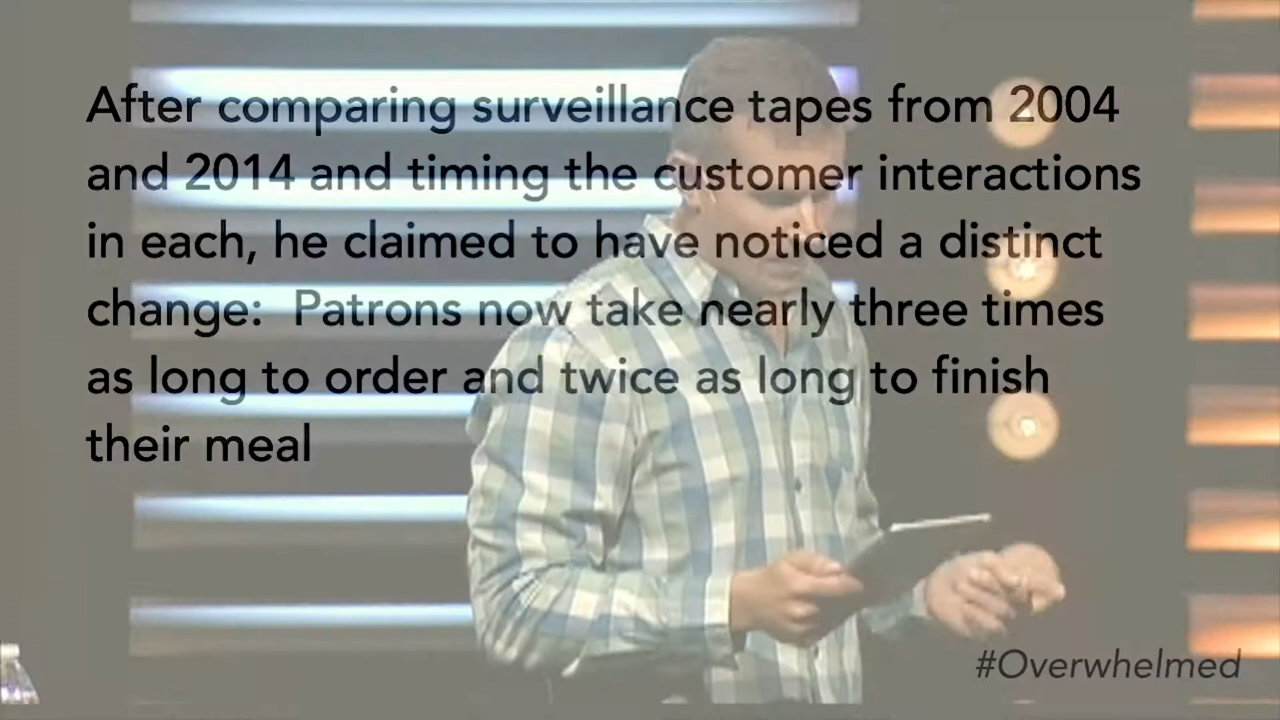 After comparing surveillance tapes from 2004
and 2014 and timing the customer interactions
in each, he claimed to have noticed a distinct
change:  Patrons now take nearly three times
as long to order and twice as long to finish
their meal
#Overwhelmed